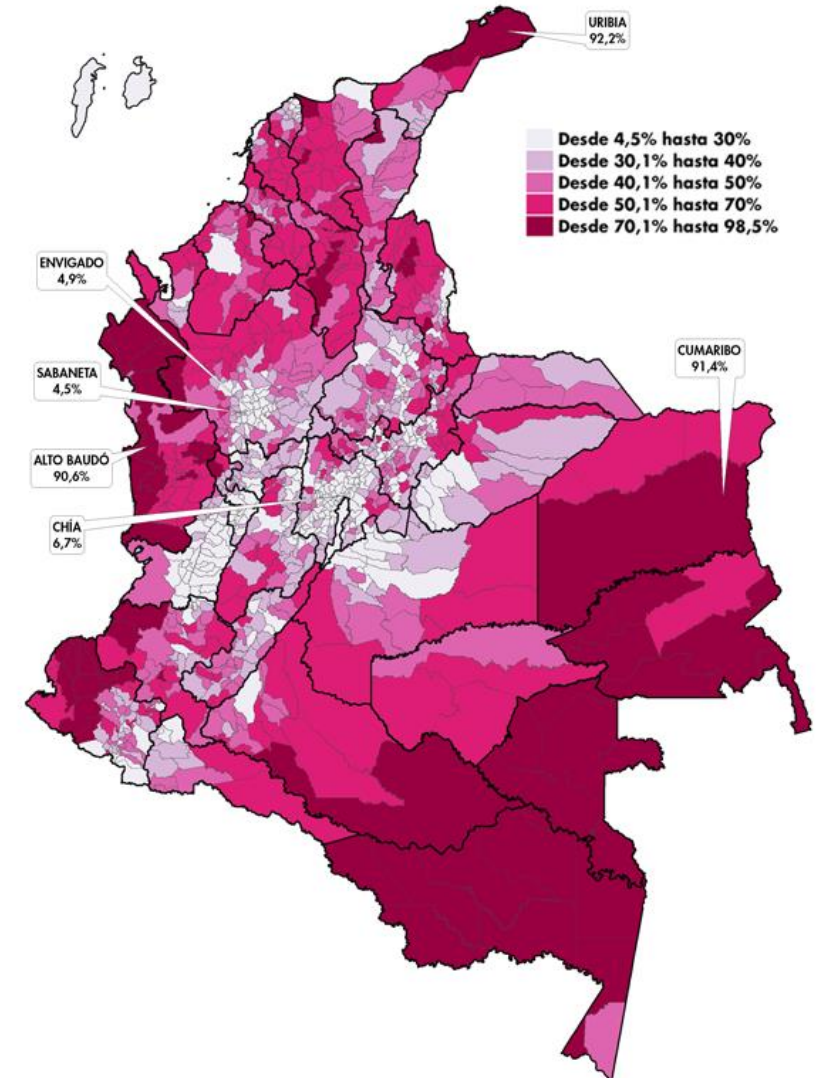 URIBIA
92,2%
Desde 4,5% hasta 30%
Desde 30,1% hasta 40%
Desde 40,1% hasta 50%
Desde 50,1% hasta 70%
Desde 70,1% hasta 98,5%
ENVIGADO
4,9%
SABANETA
4,5%
CUMARIBO
91,4%
ALTO BAUDÓ
90,6%
CHÍA
6,7%